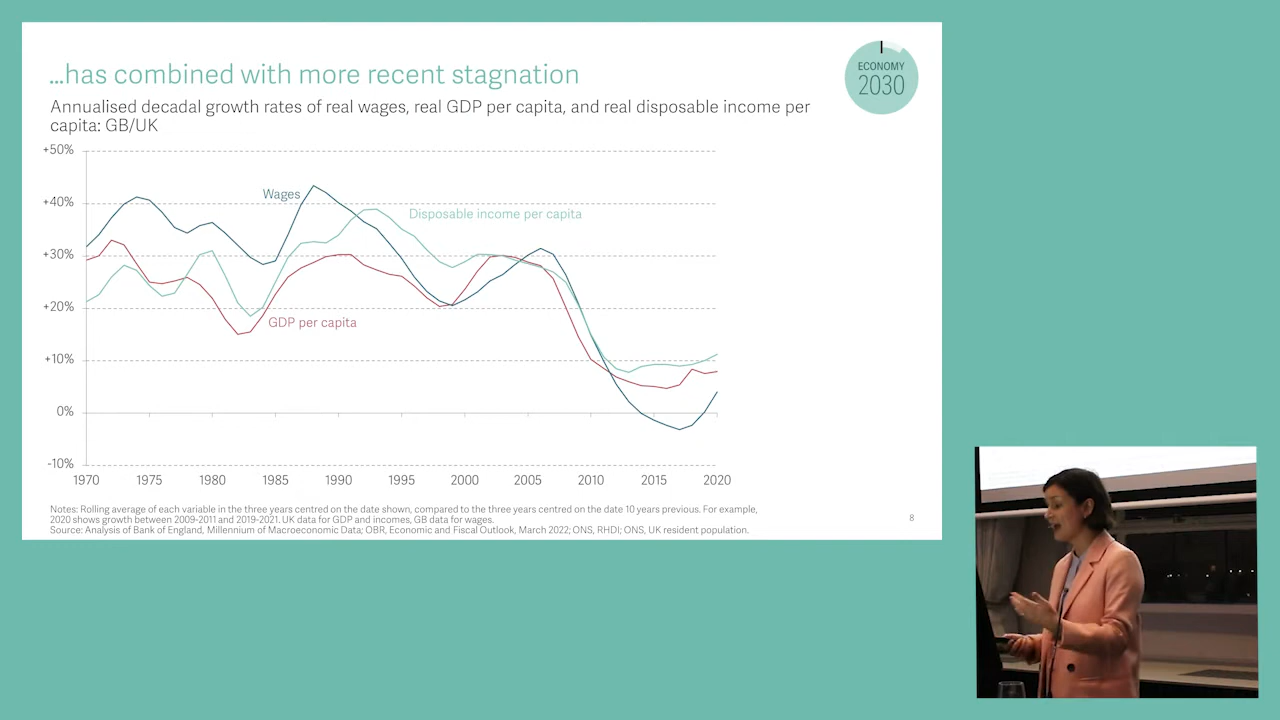 …has combined with more recent stagnation
ECONOMY
2030
Annualised decadal growth rates of real wages, real GDP per capita, and real disposable income per
capita: GB/UK
+50%
+40%
+30%
+20%
+10%
0%
-10%
Wages
Disposable income per capita
GDP per capita
1970 1975 1980 1985 1990 1995 2000 2005 2010 2015 2020
Notes: Rolling average of each variable in the three years centred on the date shown, compared to the three years centred on the date 10 years previous. For example,
2020 shows growth between 2009-2011 and 2019-2021. UK data for GDP and incomes, GB data for wages.
Source: Analysis of Bank of England, Millennium of Macroeconomic Data; OBR, Economic and Fiscal Outlook, March 2022; ONS, RHDI; ONS, UK resident population.
8